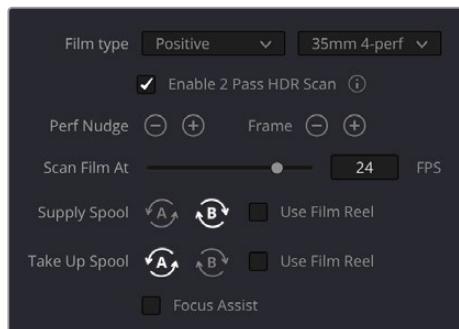 Film type Positive 35mm 4-perf
Enable 2 Pass HDR Scan
Perf Nudge Frame
Scan Film At 24 FPS
Supply Spool A B Use Film Reel
Take Up Spool A B Use Film Reel
Focus Assist